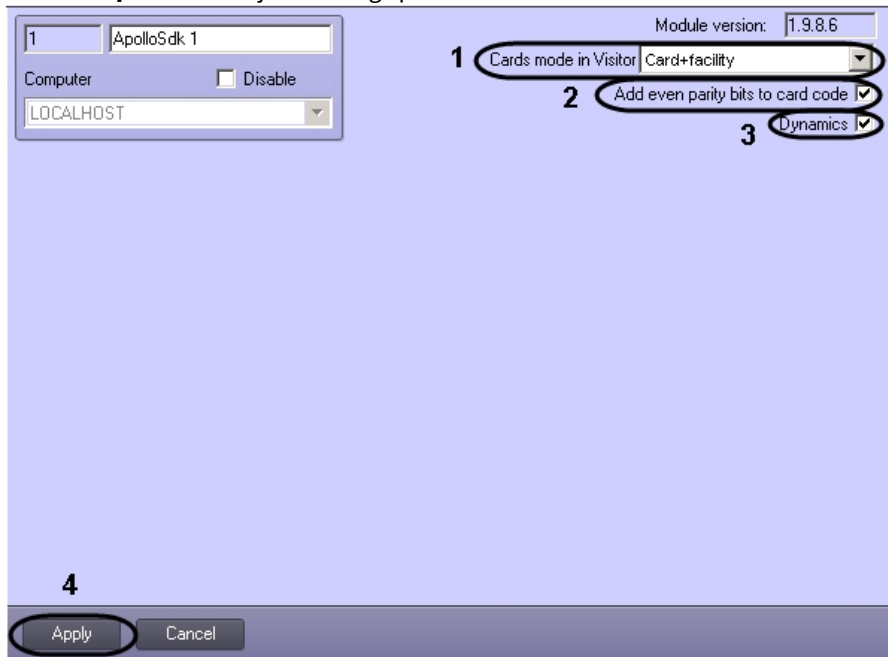 1 ApolloSdk 1
Computer Disable
LOCALHOST
Module version: 1.9.8.6
1 Cards mode in Visitor Card+facility
2 Add even parity bits to card code
3 Dynamics
4
Apply Cancel